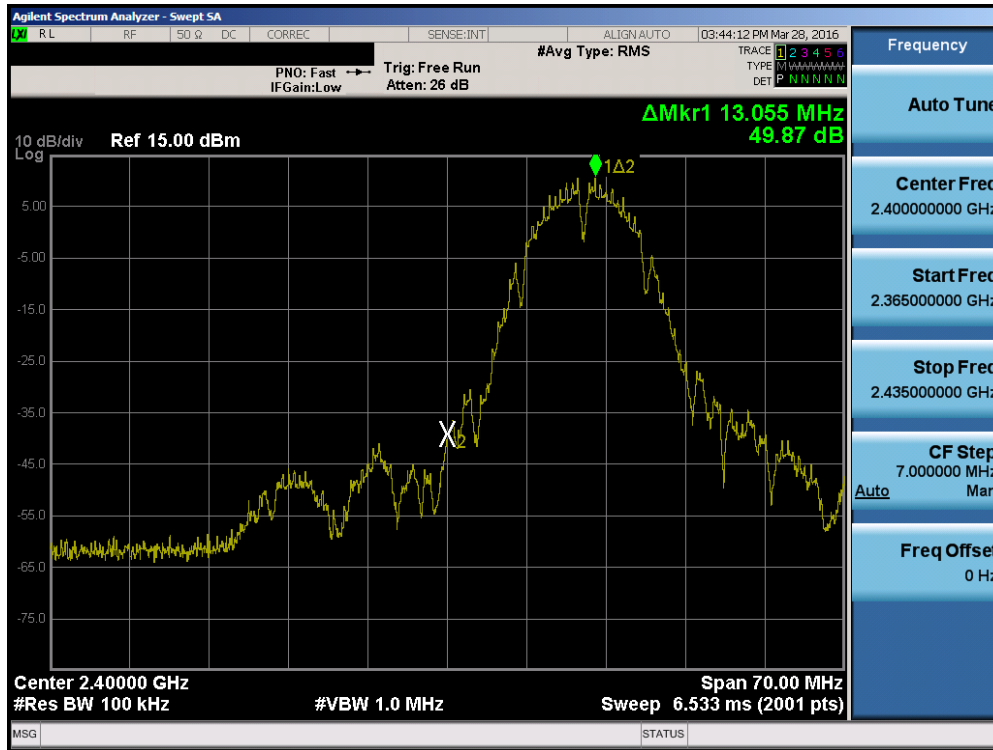 Agilent Spectrum Analyzer - Swept SA
LXI R L RF 50 Ω DC CORREC SENSE:INT ALIGN AUTO 03:44:12 PM Mar 28, 2016
PNO: Fast Trig: Free Run #Avg Type: RMS TRACE 1 2 3 4 5 6
IFGain:Low Atten: 26 dB TYPE M WWWWW
DET P N N N N N
ΔMkr1 13.055 MHz
49.87 dB
10 dB/div Ref 15.00 dBm
Log
1Δ2
5.00
-5.00
-15.0
-25.0
-35.0
X2
-45.0
-55.0
-65.0
-75.0
Center 2.40000 GHz Span 70.00 MHz
#Res BW 100 kHz #VBW 1.0 MHz Sweep 6.533 ms (2001 pts)
MSG STATUS
Frequency
Auto Tune
Center Freq
2.400000000 GHz
Start Freq
2.365000000 GHz
Stop Freq
2.435000000 GHz
CF Step
7.000000 MHz
Auto Man
Freq Offset
0 Hz